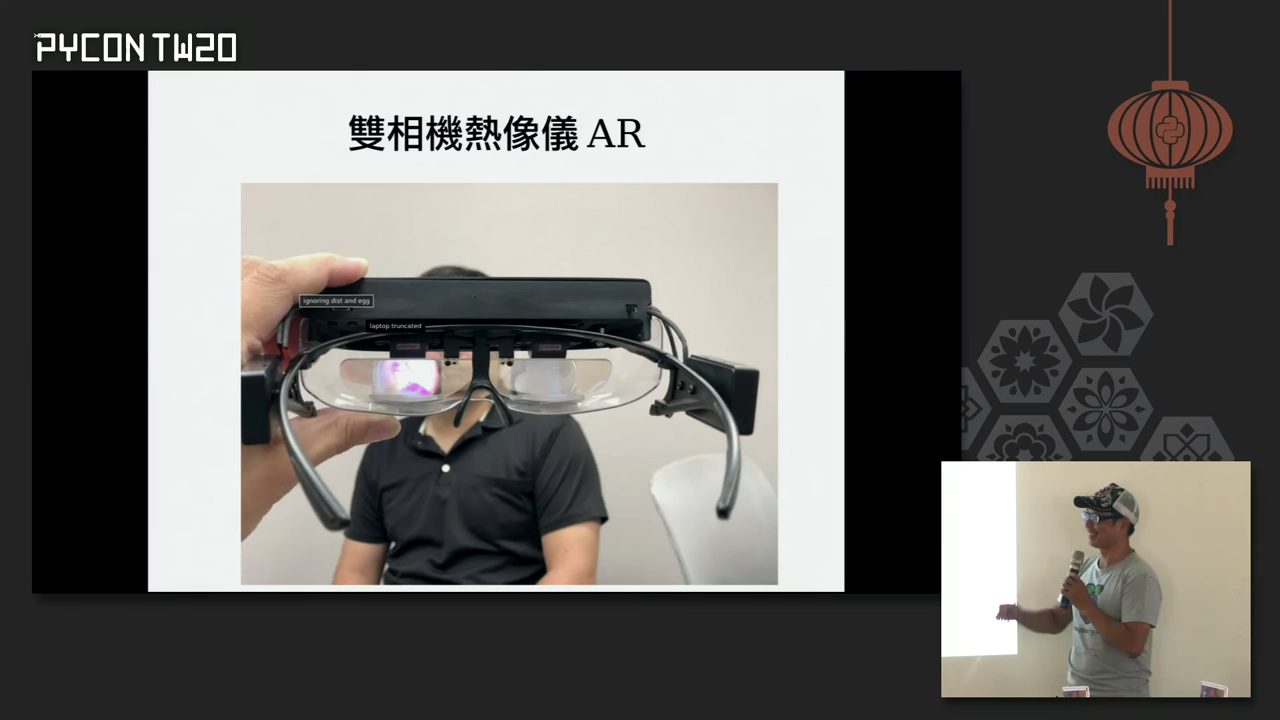 PYCON TW20
雙相機熱像儀 AR
ignoring dist and egg
laptop truncated